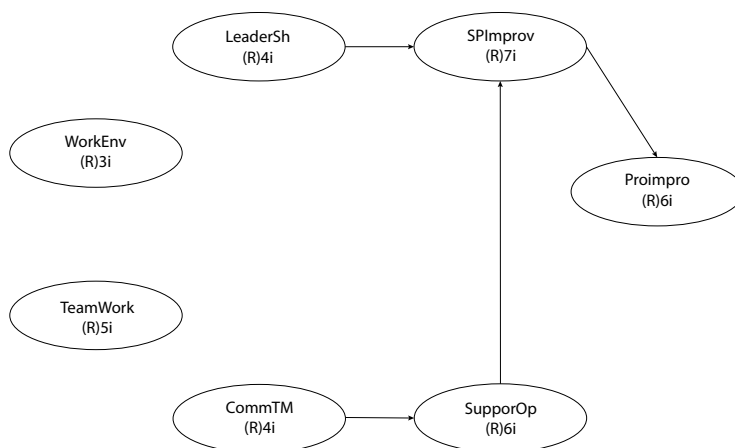 LeaderSh
(R)4i
SPImprov
(R)7i
WorkEnv
(R)3i
Proimpro
(R)6i
TeamWork
(R)5i
CommTM
(R)4i
SupporOp
(R)6i